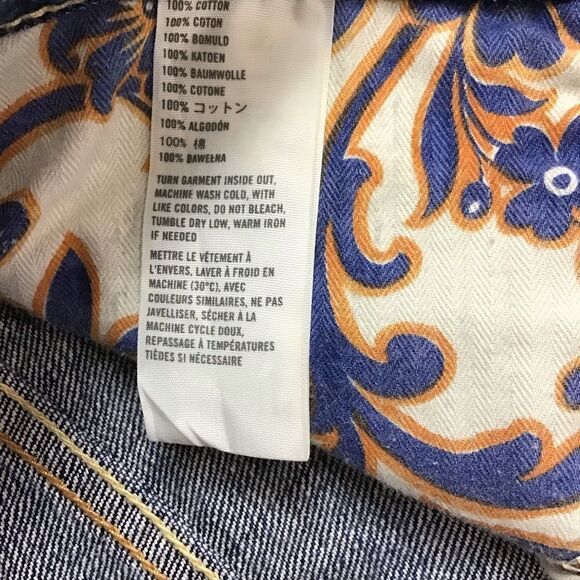 100% COTTON
100% COTON
100% BOMULD
100% KATOEN
100% BAUMWOLLE
100% COTONE
100% コットン
100% ALGODÓN
100% 棉
100% BAWEŁNA
TURN GARMENT INSIDE OUT,
MACHINE WASH COLD, WITH
LIKE COLORS, DO NOT BLEACH,
TUMBLE DRY LOW, WARM IRON
IF NEEDED
METTRE LE VÊTEMENT À
L'ENVERS. LAVER À FROID EN
MACHINE (30°C), AVEC
COULEURS SIMILAIRES, NE PAS
JAVELLISER, SÉCHER À LA
MACHINE CYCLE DOUX,
REPASSAGE À TEMPÉRATURES
TIÈDES SI NÉCESSAIRE